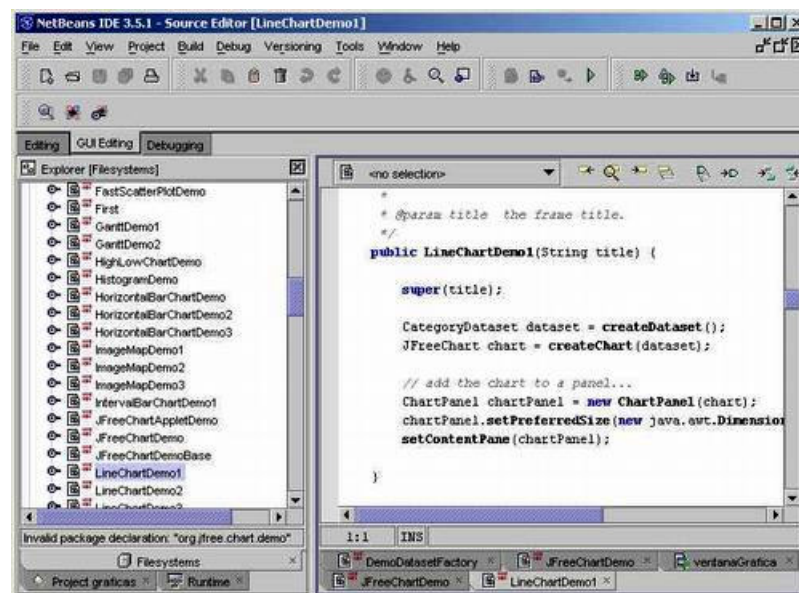 NetBeans IDE 3.5.1 - Source Editor [LineChartDemo1]
File Edit View Project Build Debug Versioning Tools Window Help
Editing GUI Editing Debugging
Explorer [Filesystems]
FastScatterPlotDemo
First
GanttDemo1
GanttDemo2
HighLowChartDemo
HistogramDemo
HorizontalBarChartDemo
HorizontalBarChartDemo2
HorizontalBarChartDemo3
ImageMapDemo1
ImageMapDemo2
ImageMapDemo3
IntervalBarChartDemo1
JFreeChartAppletDemo
JFreeChartDemo
JFreeChartDemoBase
LineChartDemo1
LineChartDemo2
Invalid package declaration: "org.jfree.chart.demo"
Filesystems
Project graficas Runtime
<no selection>
*
* @param title the frame title.
*/
public LineChartDemo1(String title) {
super(title);
CategoryDataset dataset = createDataset();
JFreeChart chart = createChart(dataset);
// add the chart to a panel...
ChartPanel chartPanel = new ChartPanel(chart);
chartPanel.setPreferredSize(new java.awt.Dimension
setContentPane(chartPanel);
}
1:1 INS
DemoDatasetFactory JFreeChartDemo ventanaGrafica
JFreeChartDemo LineChartDemo1